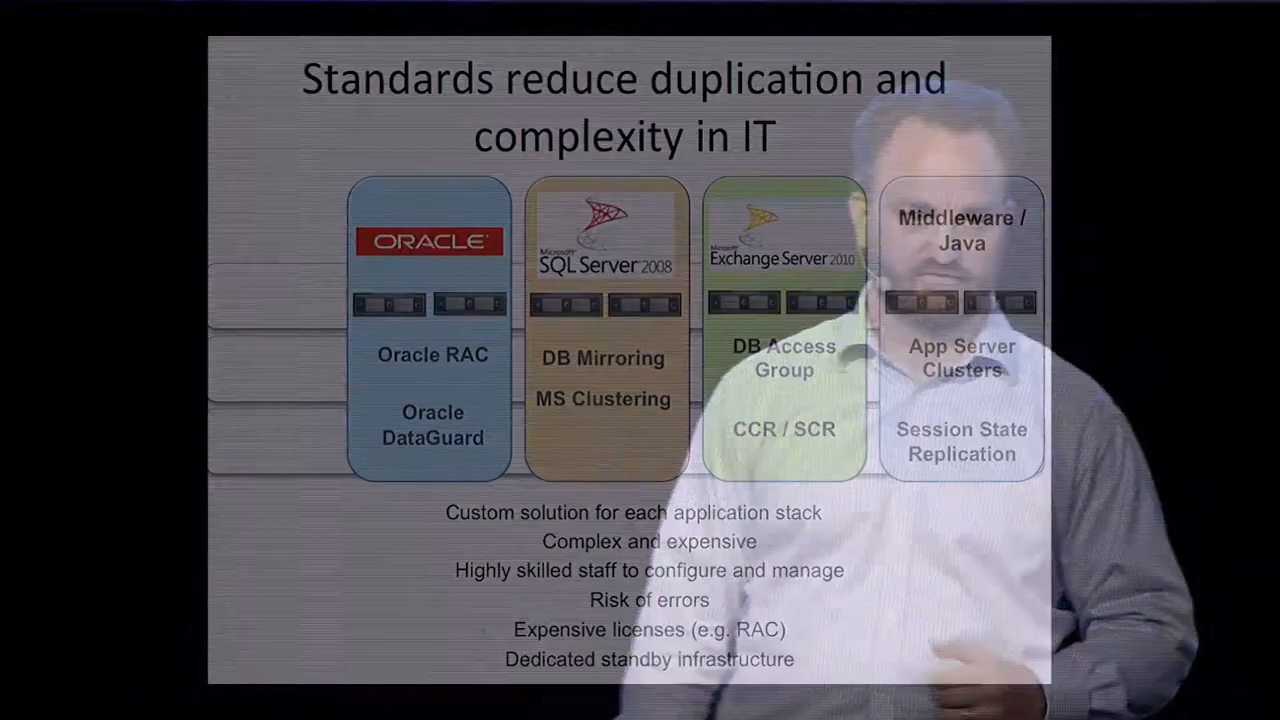 Standards reduce duplication and
complexity in IT
ORACLE
Microsoft
SQL Server 2008
Microsoft
Exchange Server 2010
Middleware /
Java
Oracle RAC
Oracle
DataGuard
DB Mirroring
MS Clustering
DB Access
Group
CCR / SCR
App Server
Clusters
Session State
Replication
Custom solution for each application stack
Complex and expensive
Highly skilled staff to configure and manage
Risk of errors
Expensive licenses (e.g. RAC)
Dedicated standby infrastructure